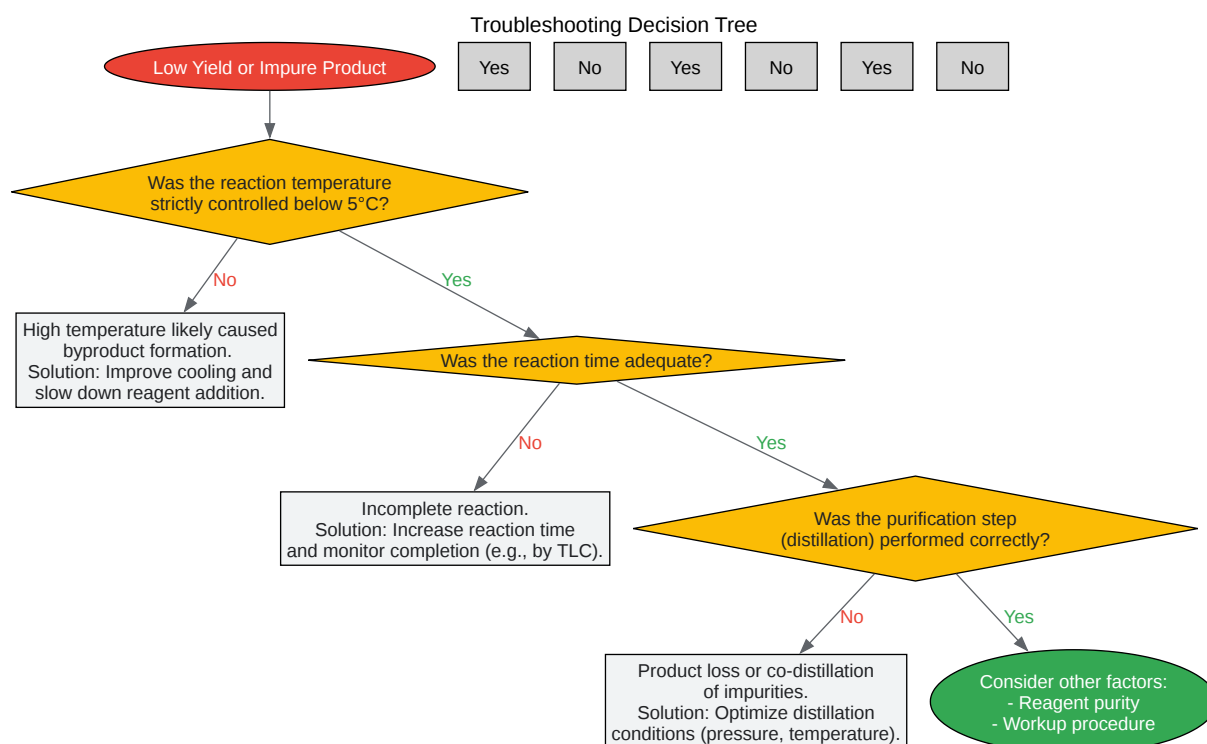 Troubleshooting Decision Tree
Low Yield or Impure Product
Yes
No
Yes
No
Yes
No
Was the reaction temperature
strictly controlled below 5°C?
No
Yes
High temperature likely caused
byproduct formation.
Solution: Improve cooling and
slow down reagent addition.
Was the reaction time adequate?
No
Yes
Incomplete reaction.
Solution: Increase reaction time
and monitor completion (e.g., by TLC).
Was the purification step
(distillation) performed correctly?
No
Yes
Product loss or co-distillation
of impurities.
Solution: Optimize distillation
conditions (pressure, temperature).
Consider other factors:
- Reagent purity
- Workup procedure